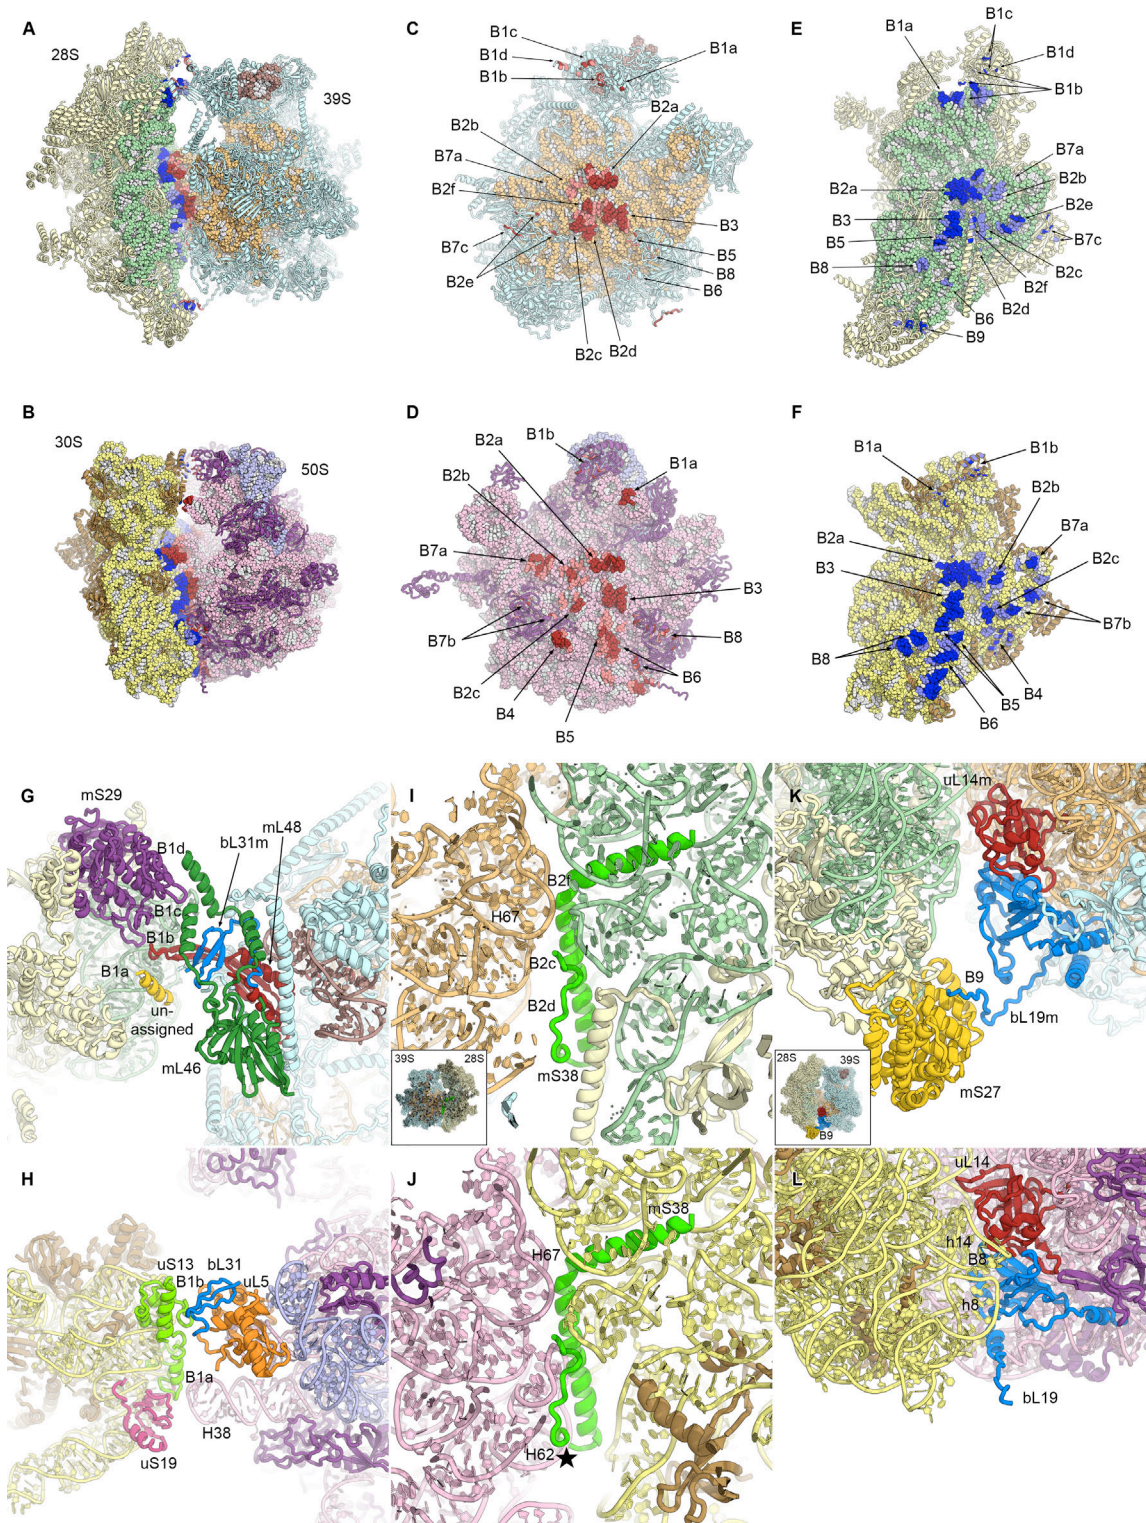 A
28S
39S
C
B1c
B1d
B1b
B1a
B2a
B2b
B7a
B2f
B7c
B2e
B3
B5
B8
B6
B2c
B2d
E
B1c
B1a
B1d
B1b
B7a
B2a
B2b
B3
B2e
B5
B7c
B8
B2c
B2f
B6
B2d
B9
B
30S
50S
D
B1b
B2a
B1a
B2b
B7a
B3
B7b
B8
B2c
B6
B4
B5
F
B1a
B1b
B2b
B2a
B7a
B3
B2c
B7b
B8
B4
B5
B6
G
mS29
mL48
bL31m
B1d
B1c
B1b
B1a
un-
assigned
mL46
I
B2f
H67
B2c
B2d
mS38
39S
28S
K
uL14m
B9
bL19m
mS27
28S
39S
B9
H
uS13
bL31
B1b
uL5
B1a
H38
uS19
J
mS38
H67
H62
L
uL14
h14
B8
h8
bL19